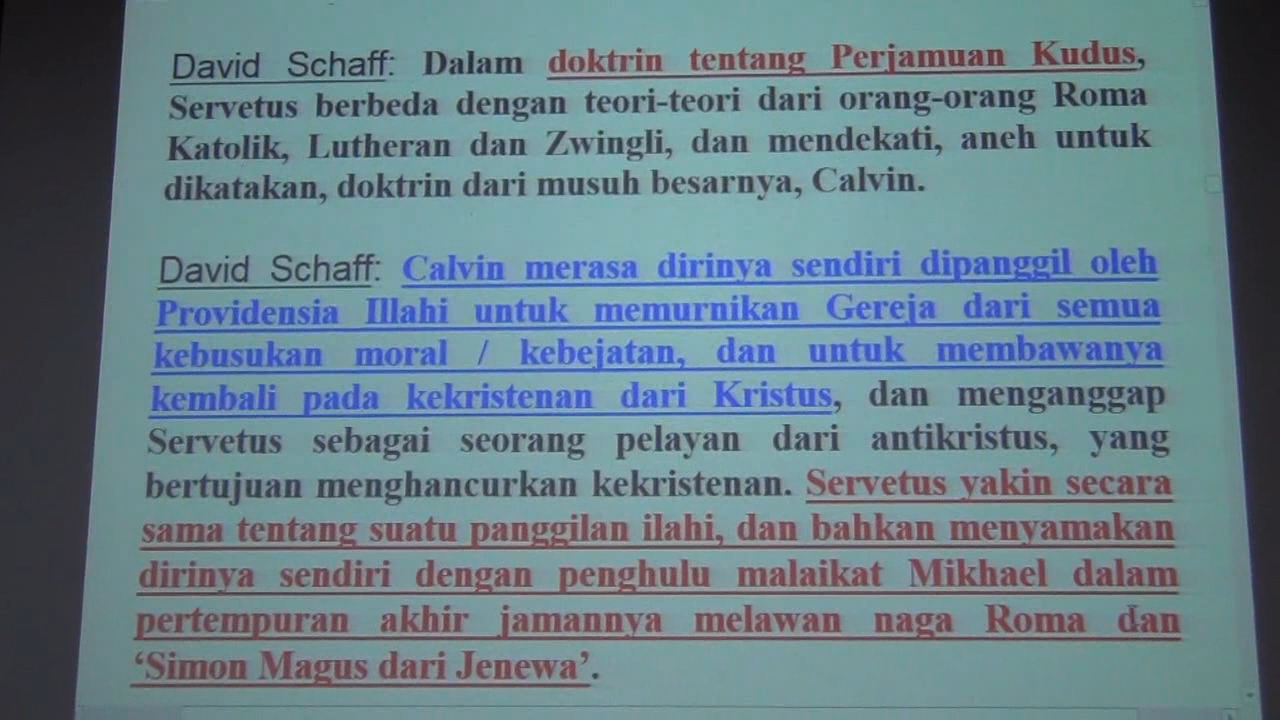 David Schaff: Dalam doktrin tentang Perjamuan Kudus,
Servetus berbeda dengan teori-teori dari orang-orang Roma
Katolik, Lutheran dan Zwingli, dan mendekati, aneh untuk
dikatakan, doktrin dari musuh besarnya, Calvin.
David Schaff: Calvin merasa dirinya sendiri dipanggil oleh
Providensia Illahi untuk memurnikan Gereja dari semua
kebusukan moral / kebejatan, dan untuk membawanya
kembali pada kekristenan dari Kristus, dan menganggap
Servetus sebagai seorang pelayan dari antikristus, yang
bertujuan menghancurkan kekristenan. Servetus yakin secara
sama tentang suatu panggilan ilahi, dan bahkan menyamakan
dirinya sendiri dengan penghulu malaikat Mikhael dalam
pertempuran akhir jamannya melawan naga Roma dan
‘Simon Magus dari Jenewa’.